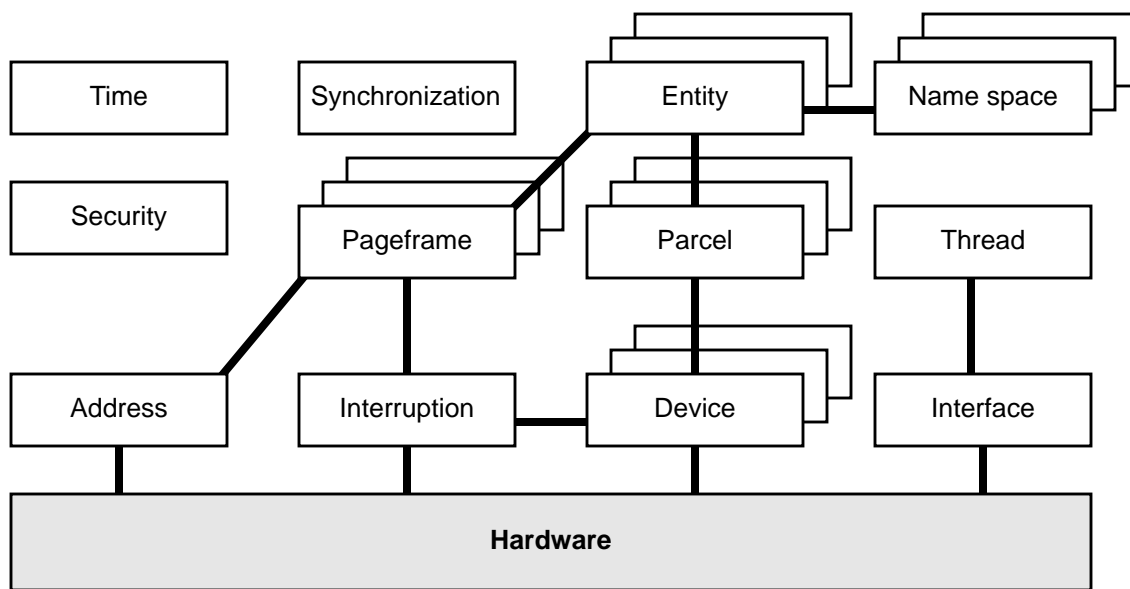 Time
Synchronization
Entity
Name space
Security
Pageframe
Parcel
Thread
Address
Interruption
Device
Interface
Hardware